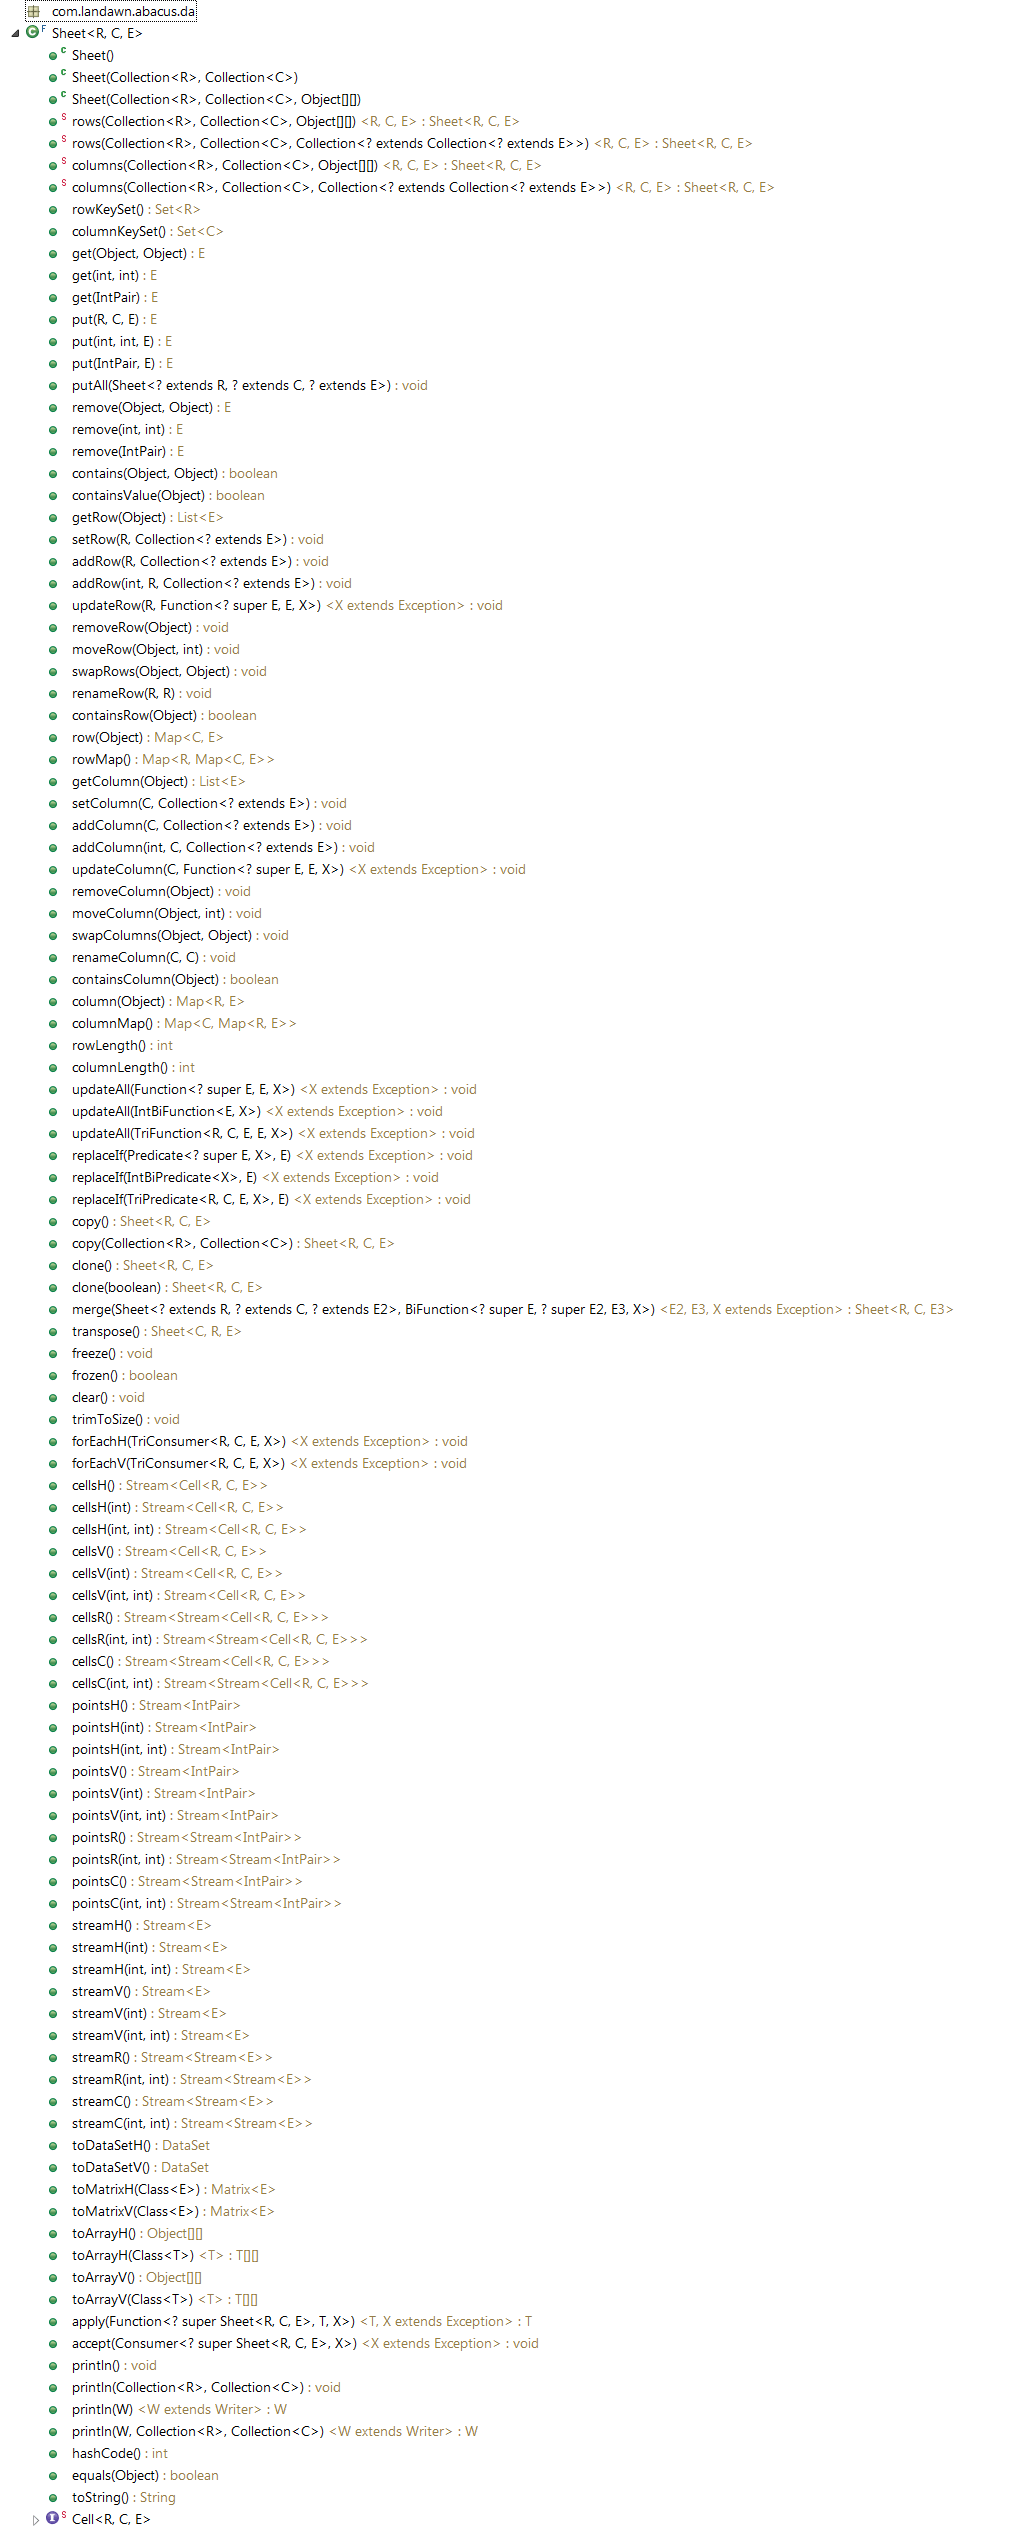 com.landawn.abacus.da
F Sheet<R, C, E>
C Sheet()
C Sheet(Collection<R>, Collection<C>)
C Sheet(Collection<R>, Collection<C>, Object[][])
S rows(Collection<R>, Collection<C>, Object[][]) <R, C, E> : Sheet<R, C, E>
S rows(Collection<R>, Collection<C>, Collection<? extends Collection<? extends E>>) <R, C, E> : Sheet<R, C, E>
S columns(Collection<R>, Collection<C>, Object[][]) <R, C, E> : Sheet<R, C, E>
S columns(Collection<R>, Collection<C>, Collection<? extends Collection<? extends E>>) <R, C, E> : Sheet<R, C, E>
rowKeySet() : Set<R>
columnKeySet() : Set<C>
get(Object, Object) : E
get(int, int) : E
get(IntPair) : E
put(R, C, E) : E
put(int, int, E) : E
put(IntPair, E) : E
putAll(Sheet<? extends R, ? extends C, ? extends E>) : void
remove(Object, Object) : E
remove(int, int) : E
remove(IntPair) : E
contains(Object, Object) : boolean
containsValue(Object) : boolean
getRow(Object) : List<E>
setRow(R, Collection<? extends E>) : void
addRow(R, Collection<? extends E>) : void
addRow(int, R, Collection<? extends E>) : void
updateRow(R, Function<? super E, E, X>) <X extends Exception> : void
removeRow(Object) : void
moveRow(Object, int) : void
swapRows(Object, Object) : void
renameRow(R, R) : void
containsRow(Object) : boolean
row(Object) : Map<C, E>
rowMap() : Map<R, Map<C, E>>
getColumn(Object) : List<E>
setColumn(C, Collection<? extends E>) : void
addColumn(C, Collection<? extends E>) : void
addColumn(int, C, Collection<? extends E>) : void
updateColumn(C, Function<? super E, E, X>) <X extends Exception> : void
removeColumn(Object) : void
moveColumn(Object, int) : void
swapColumns(Object, Object) : void
renameColumn(C, C) : void
containsColumn(Object) : boolean
column(Object) : Map<R, E>
columnMap() : Map<C, Map<R, E>>
rowLength() : int
columnLength() : int
updateAll(Function<? super E, E, X>) <X extends Exception> : void
updateAll(IntBiFunction<E, X>) <X extends Exception> : void
updateAll(TriFunction<R, C, E, E, X>) <X extends Exception> : void
replaceIf(Predicate<? super E, X>, E) <X extends Exception> : void
replaceIf(IntBiPredicate<X>, E) <X extends Exception> : void
replaceIf(TriPredicate<R, C, E, X>, E) <X extends Exception> : void
copy() : Sheet<R, C, E>
copy(Collection<R>, Collection<C>) : Sheet<R, C, E>
clone() : Sheet<R, C, E>
clone(boolean) : Sheet<R, C, E>
merge(Sheet<? extends R, ? extends C, ? extends E2>, BiFunction<? super E, ? super E2, E3, X>) <E2, E3, X extends Exception> : Sheet<R, C, E3>
transpose() : Sheet<C, R, E>
freeze() : void
frozen() : boolean
clear() : void
trimToSize() : void
forEachH(TriConsumer<R, C, E, X>) <X extends Exception> : void
forEachV(TriConsumer<R, C, E, X>) <X extends Exception> : void
cellsH() : Stream<Cell<R, C, E>>
cellsH(int) : Stream<Cell<R, C, E>>
cellsH(int, int) : Stream<Cell<R, C, E>>
cellsV() : Stream<Cell<R, C, E>>
cellsV(int) : Stream<Cell<R, C, E>>
cellsV(int, int) : Stream<Cell<R, C, E>>
cellsR() : Stream<Stream<Cell<R, C, E>>>
cellsR(int, int) : Stream<Stream<Cell<R, C, E>>>
cellsC() : Stream<Stream<Cell<R, C, E>>>
cellsC(int, int) : Stream<Stream<Cell<R, C, E>>>
pointsH() : Stream<IntPair>
pointsH(int) : Stream<IntPair>
pointsH(int, int) : Stream<IntPair>
pointsV() : Stream<IntPair>
pointsV(int) : Stream<IntPair>
pointsV(int, int) : Stream<IntPair>
pointsR() : Stream<Stream<IntPair>>
pointsR(int, int) : Stream<Stream<IntPair>>
pointsC() : Stream<Stream<IntPair>>
pointsC(int, int) : Stream<Stream<IntPair>>
streamH() : Stream<E>
streamH(int) : Stream<E>
streamH(int, int) : Stream<E>
streamV() : Stream<E>
streamV(int) : Stream<E>
streamV(int, int) : Stream<E>
streamR() : Stream<Stream<E>>
streamR(int, int) : Stream<Stream<E>>
streamC() : Stream<Stream<E>>
streamC(int, int) : Stream<Stream<E>>
toDataSetH() : DataSet
toDataSetV() : DataSet
toMatrixH(Class<E>) : Matrix<E>
toMatrixV(Class<E>) : Matrix<E>
toArrayH() : Object[][]
toArrayH(Class<T>) <T> : T[][]
toArrayV() : Object[][]
toArrayV(Class<T>) <T> : T[][]
apply(Function<? super Sheet<R, C, E>, T, X>) <T, X extends Exception> : T
accept(Consumer<? super Sheet<R, C, E>, X>) <X extends Exception> : void
println() : void
println(Collection<R>, Collection<C>) : void
println(W) <W extends Writer> : W
println(W, Collection<R>, Collection<C>) <W extends Writer> : W
hashCode() : int
equals(Object) : boolean
toString() : String
S Cell<R, C, E>